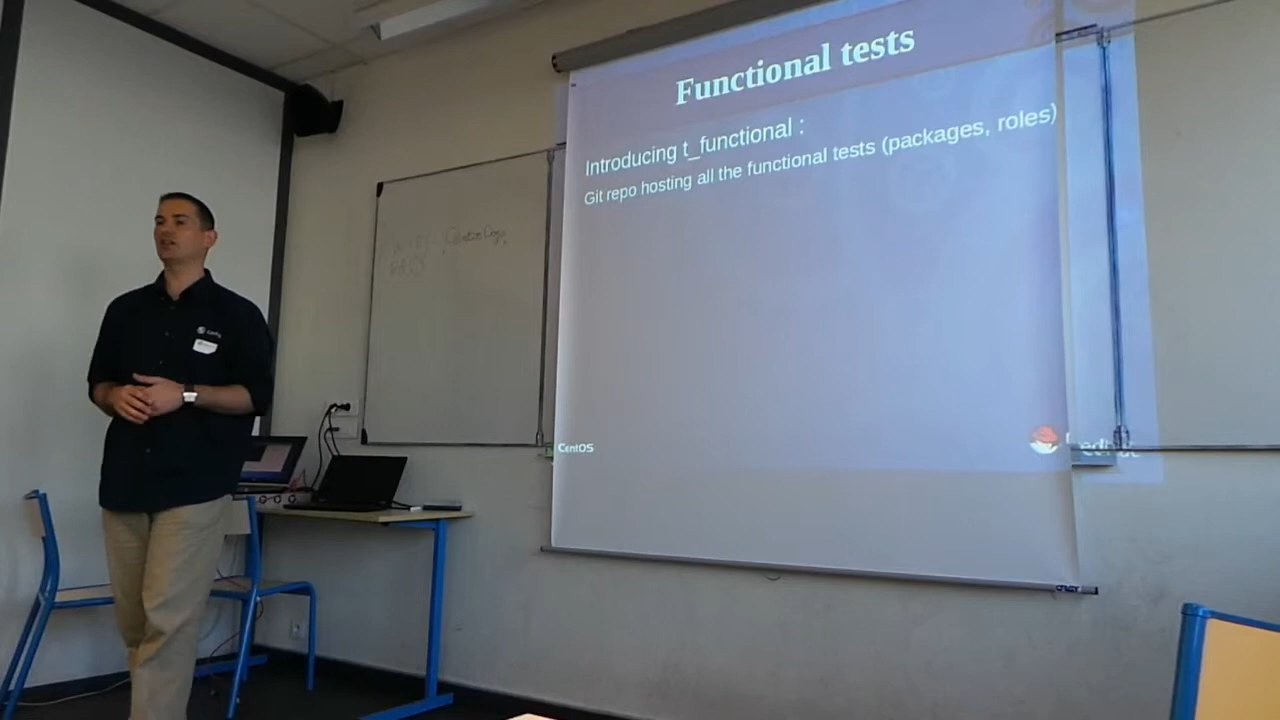 Functional tests
Introducing t_functional :
Git repo hosting all the functional tests (packages, roles)
CentOS